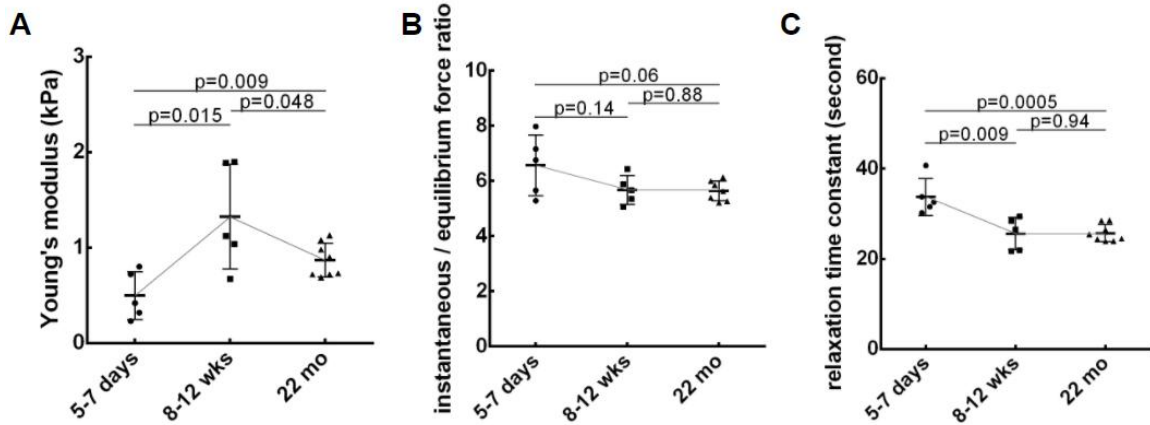 A
Young's modulus (kPa)
3
2
1
0
p=0.009
p=0.015
p=0.048
5-7 days
8-12 wks
22 mo
B
instantaneous / equilibrium force ratio
10
8
6
4
2
0
p=0.06
p=0.14
p=0.88
5-7 days
8-12 wks
22 mo
C
relaxation time constant (second)
60
40
20
0
p=0.0005
p=0.009
p=0.94
5-7 days
8-12 wks
22 mo